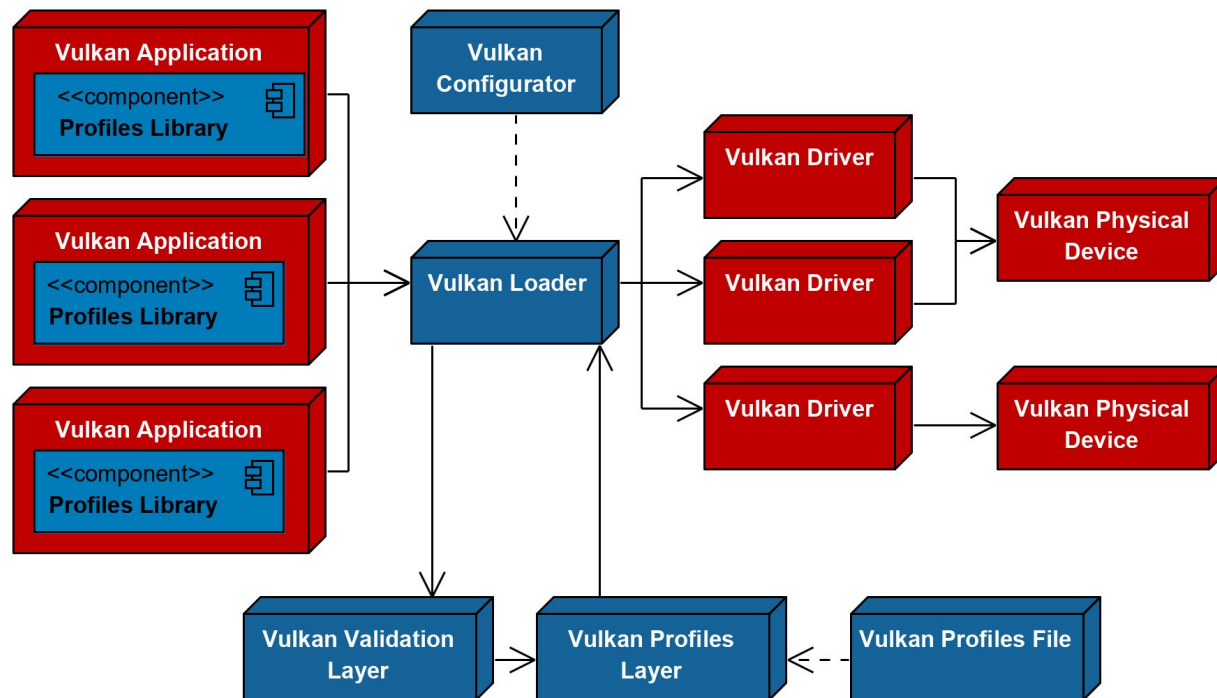 Vulkan Application
<<component>>
Profiles Library
Vulkan Application
<<component>>
Profiles Library
Vulkan Application
<<component>>
Profiles Library
Vulkan
Configurator
Vulkan Loader
Vulkan Driver
Vulkan Driver
Vulkan Driver
Vulkan Physical
Device
Vulkan Physical
Device
Vulkan Validation
Layer
Vulkan Profiles
Layer
Vulkan Profiles File